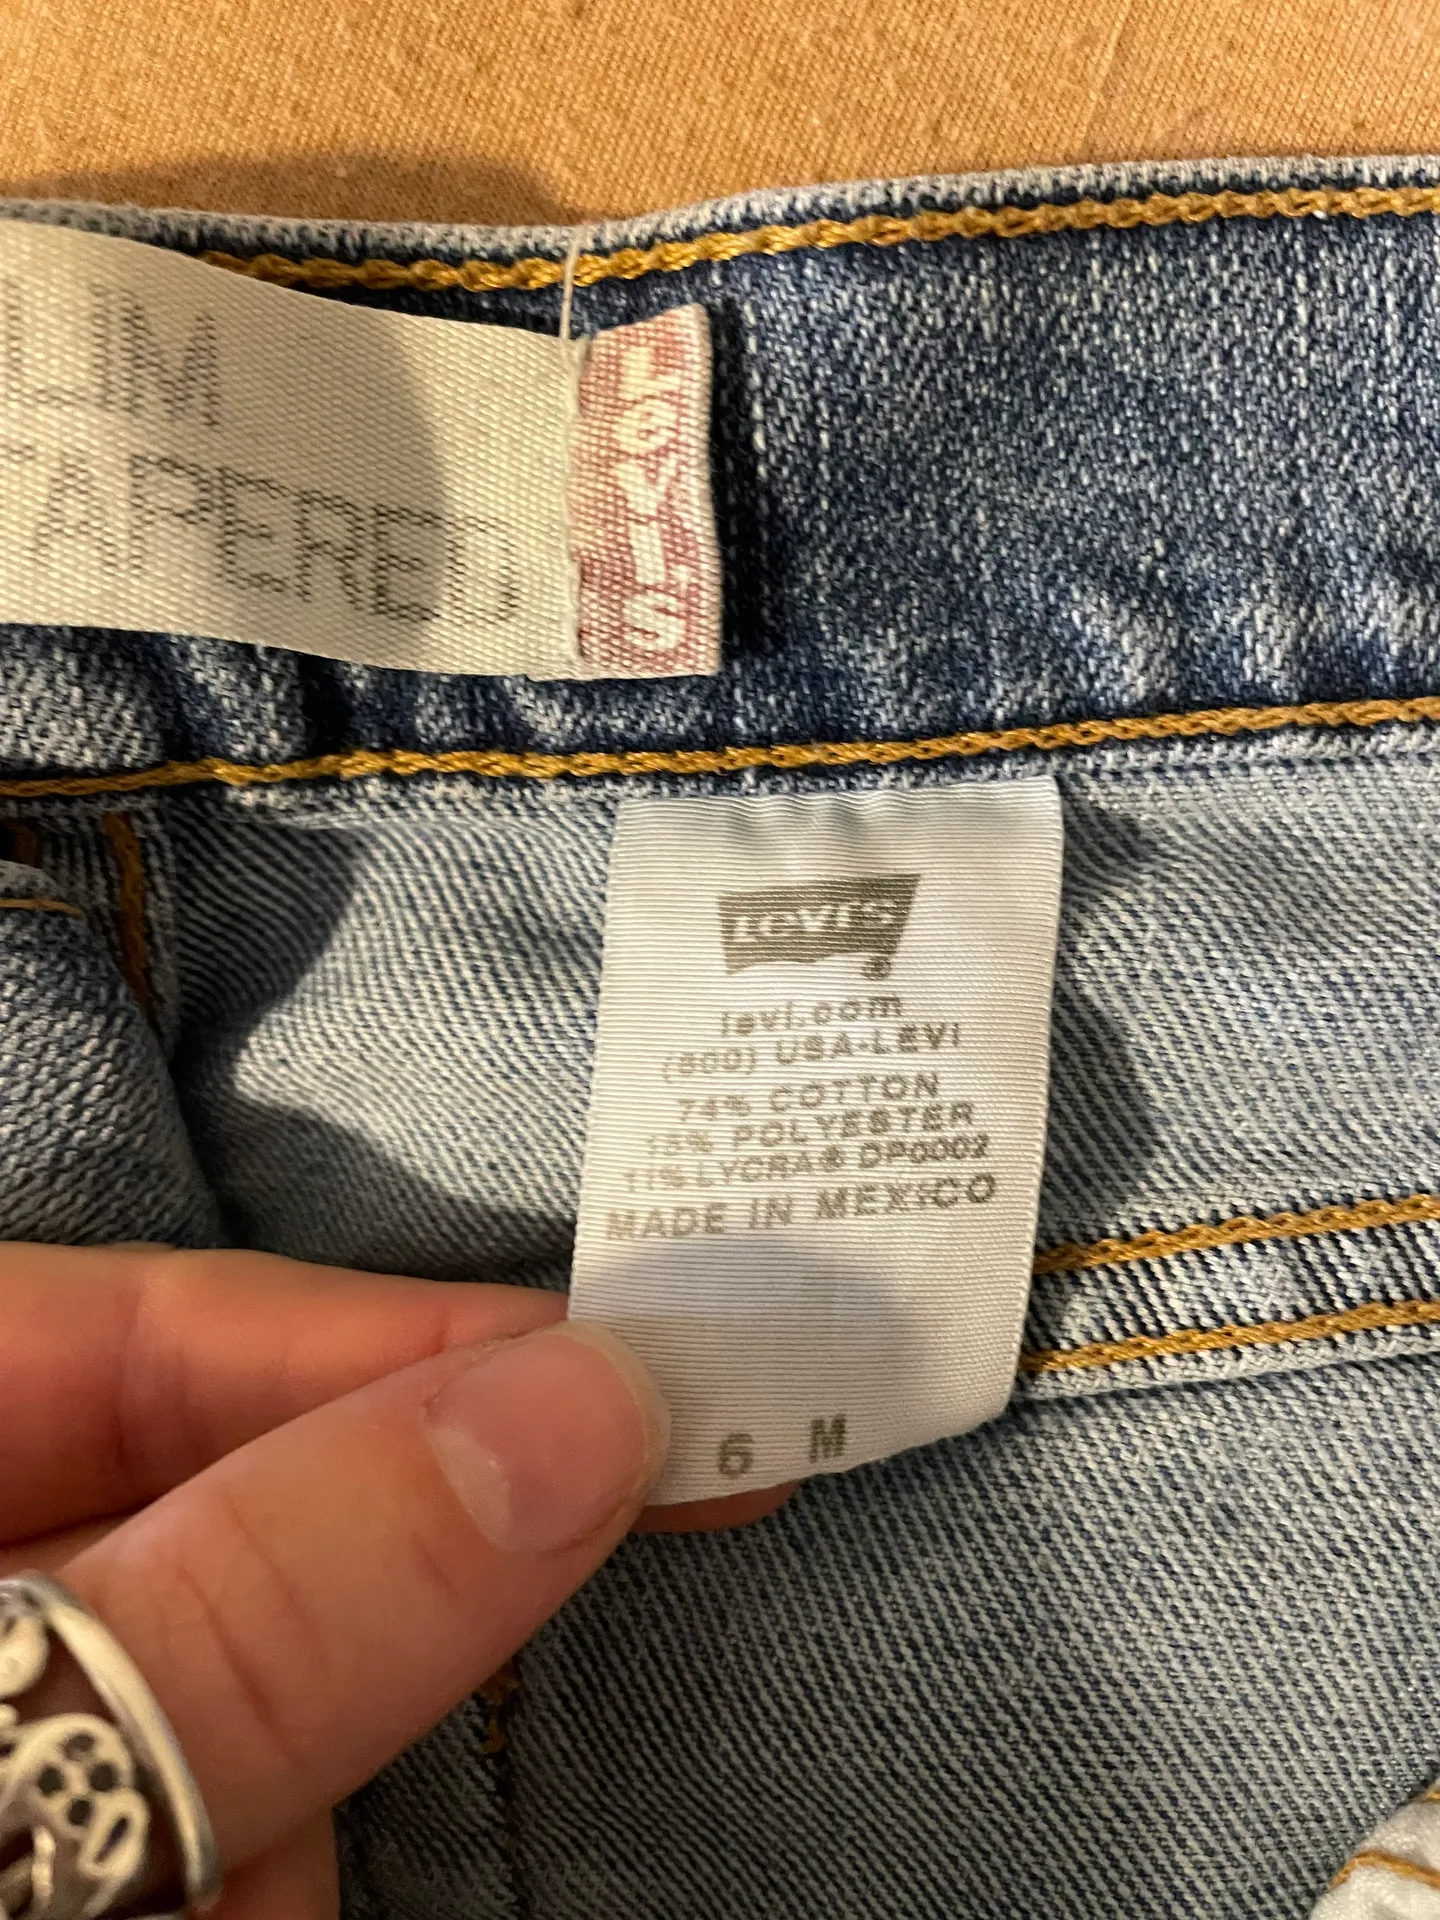 LIM
TAPERED
LEVI'S
Levi's
®
levi.com
(800) USA-LEVI
74% COTTON
15% POLYESTER
11% LYCRA® DP0002
MADE IN MEXICO
6 M